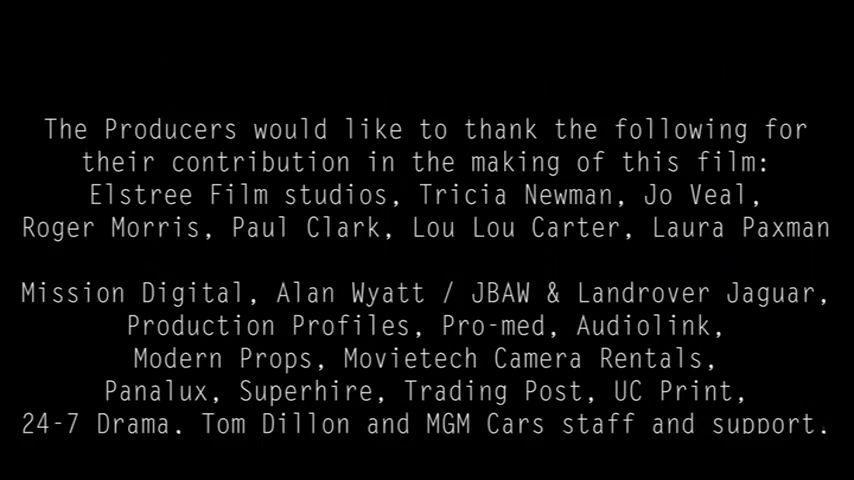 The Producers would like to thank the following for
their contribution in the making of this film:
Elstree Film studios, Tricia Newman, Jo Veal,
Roger Morris, Paul Clark, Lou Lou Carter, Laura Paxman
Mission Digital, Alan Wyatt / JBAW & Landrover Jaguar,
Production Profiles, Pro-med, Audiolink,
Modern Props, Movietech Camera Rentals,
Panalux, Superhire, Trading Post, UC Print,
24-7 Drama, Tom Dillon and MGM Cars staff and support,